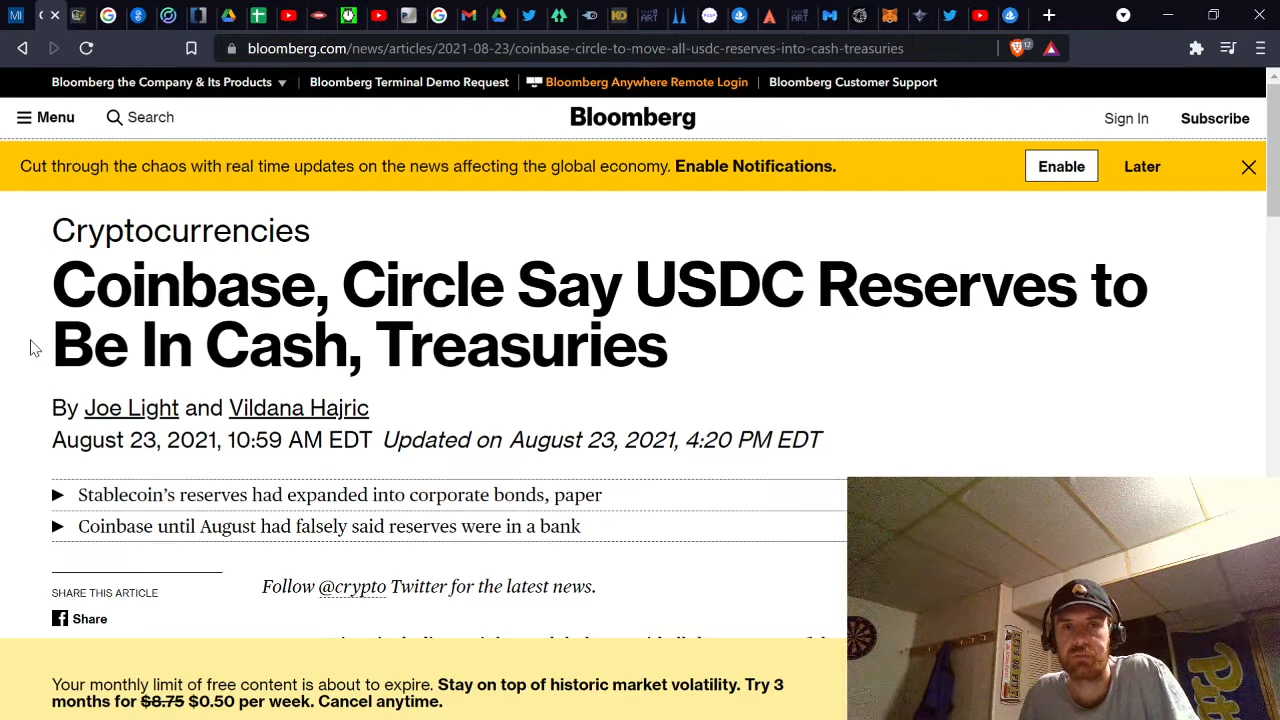 bloomberg.com/news/articles/2021-08-23/coinbase-circle-to-move-all-usdc-reserves-into-cash-treasuries
12
Bloomberg the Company & Its Products
Bloomberg Terminal Demo Request
Bloomberg Anywhere Remote Login
Bloomberg Customer Support
Menu
Search
Bloomberg
Sign In
Subscribe
Cut through the chaos with real time updates on the news affecting the global economy. Enable Notifications.
Enable
Later
Cryptocurrencies
Coinbase, Circle Say USDC Reserves to
Be In Cash, Treasuries
By Joe Light and Vildana Hajric
August 23, 2021, 10:59 AM EDT Updated on August 23, 2021, 4:20 PM EDT
Stablecoin's reserves had expanded into corporate bonds, paper
Coinbase until August had falsely said reserves were in a bank
SHARE THIS ARTICLE
Follow @crypto Twitter for the latest news.
Share
Your monthly limit of free content is about to expire. Stay on top of historic market volatility. Try 3
months for $8.75 $0.50 per week. Cancel anytime.